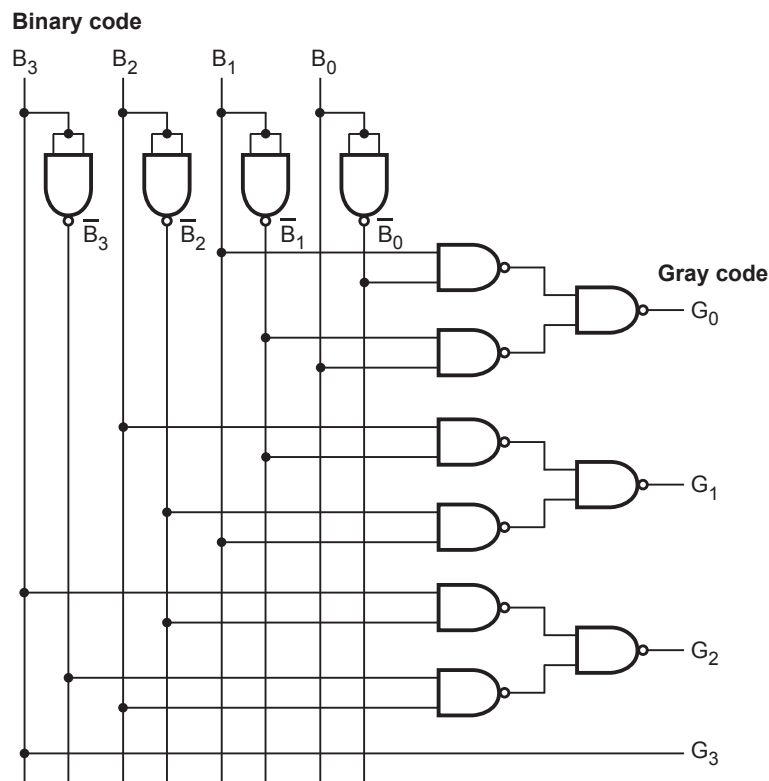 Binary code
B₃ B₂ B₁ B₀
B̅₃ B̅₂ B̅₁ B̅₀
Gray code
G₀
G₁
G₂
G₃